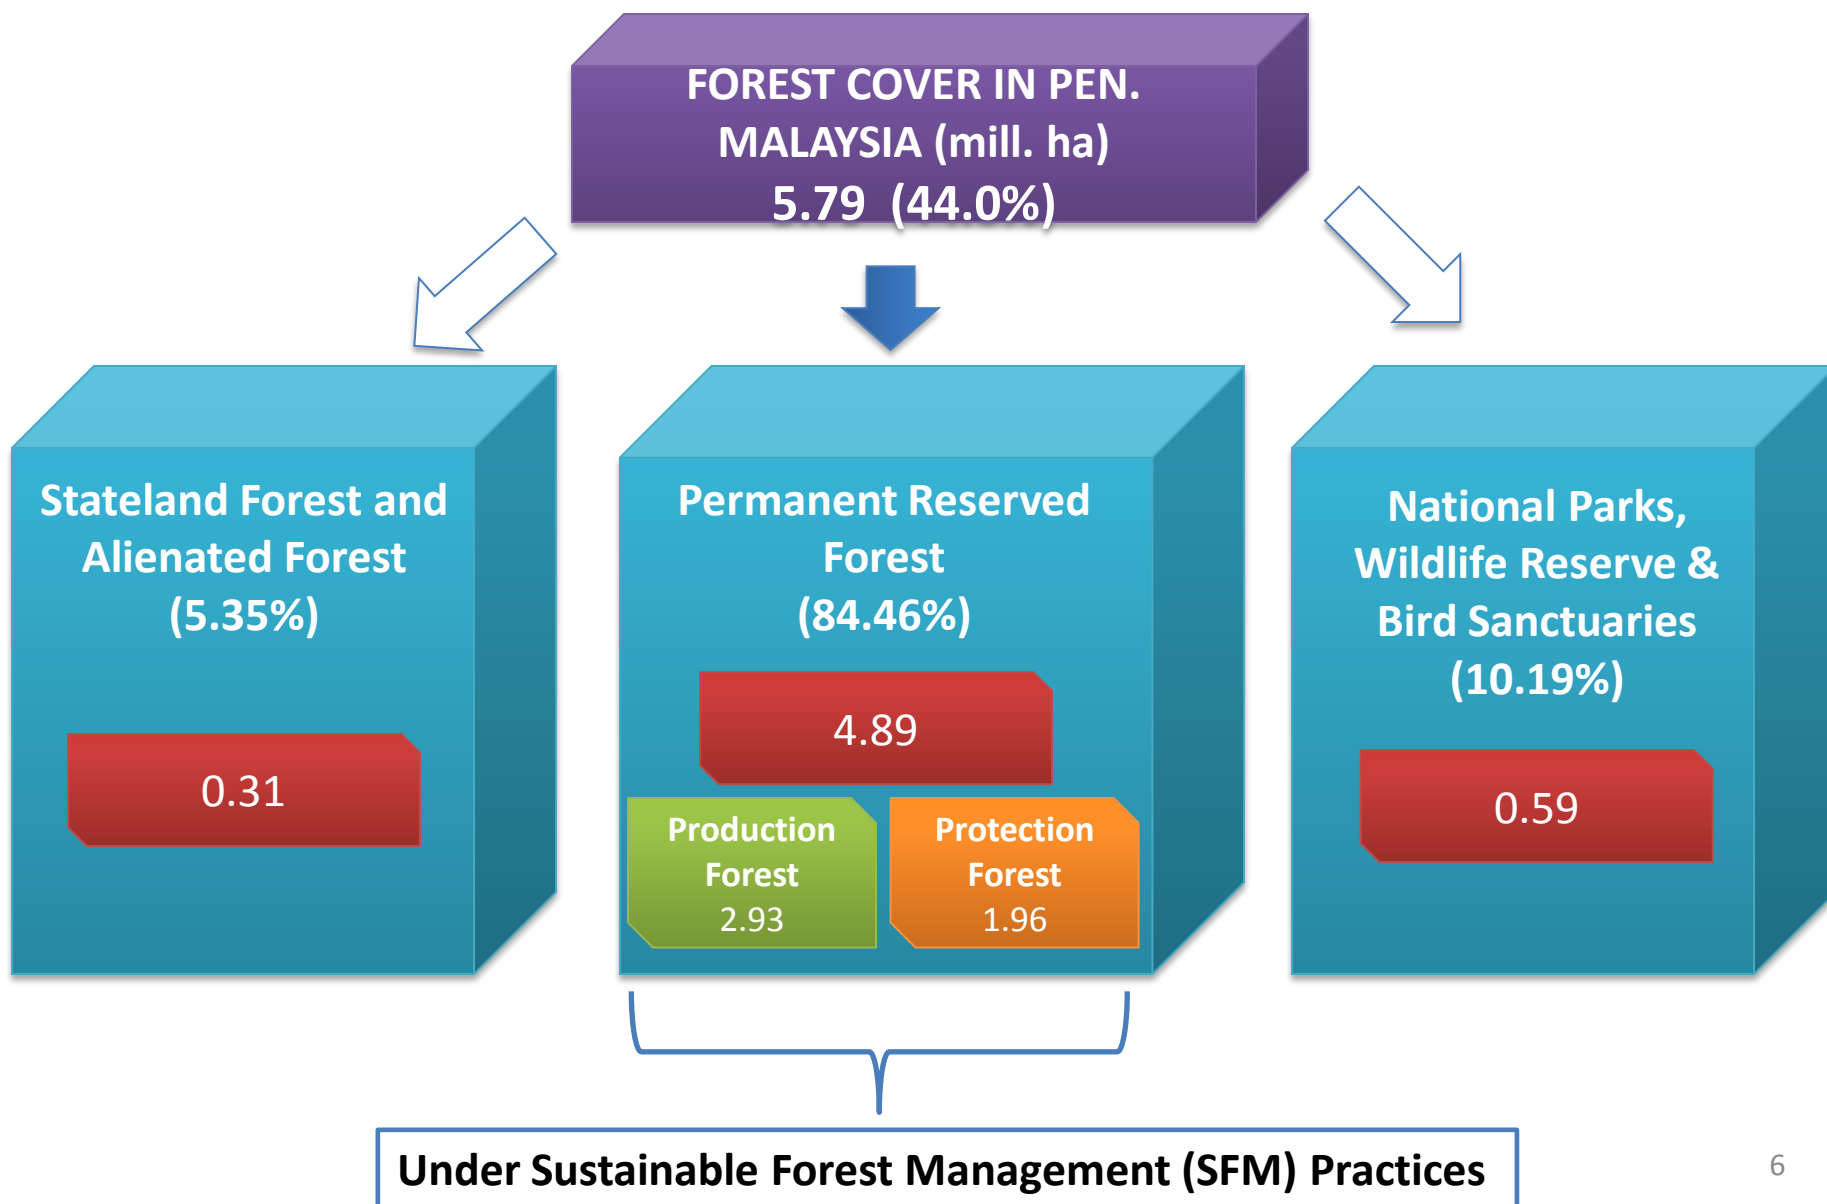 FOREST COVER IN PEN.
MALAYSIA (mill. ha)
5.79 (44.0%)
Stateland Forest and
Alienated Forest
(5.35%)
0.31
Permanent Reserved
Forest
(84.46%)
4.89
Production
Forest
2.93
Protection
Forest
1.96
National Parks,
Wildlife Reserve &
Bird Sanctuaries
(10.19%)
0.59
Under Sustainable Forest Management (SFM) Practices
6